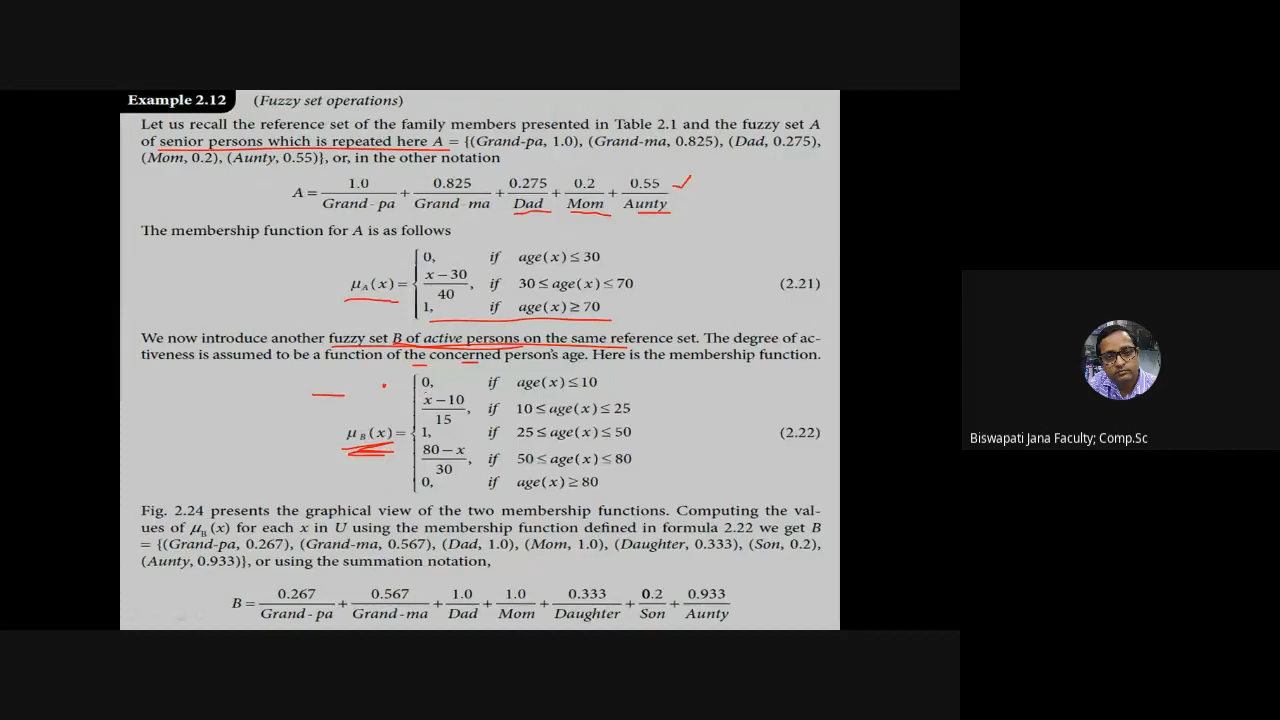 Example 2.12 (Fuzzy set operations)
Let us recall the reference set of the family members presented in Table 2.1 and the fuzzy set A
of senior persons which is repeated here A = {(Grand-pa, 1.0), (Grand-ma, 0.825), (Dad, 0.275),
(Mom, 0.2), (Aunty, 0.55)}, or, in the other notation
A = 1.0/Grand-pa + 0.825/Grand-ma + 0.275/Dad + 0.2/Mom + 0.55/Aunty
The membership function for A is as follows
0, if age(x) ≤ 30
μA(x) = x − 30/40, if 30 ≤ age(x) ≤ 70 (2.21)
1, if age(x) ≥ 70
We now introduce another fuzzy set B of active persons on the same reference set. The degree of ac-
tiveness is assumed to be a function of the concerned person's age. Here is the membership function.
0, if age(x) ≤ 10
x − 10/15, if 10 ≤ age(x) ≤ 25
μB(x) = 1, if 25 ≤ age(x) ≤ 50 (2.22)
80 − x/30, if 50 ≤ age(x) ≤ 80
0, if age(x) ≥ 80
Fig. 2.24 presents the graphical view of the two membership functions. Computing the val-
ues of μB(x) for each x in U using the membership function defined in formula 2.22 we get B
= {(Grand-pa, 0.267), (Grand-ma, 0.567), (Dad, 1.0), (Mom, 1.0), (Daughter, 0.333), (Son, 0.2),
(Aunty, 0.933)}, or using the summation notation,
B = 0.267/Grand-pa + 0.567/Grand-ma + 1.0/Dad + 1.0/Mom + 0.333/Daughter + 0.2/Son + 0.933/Aunty
Biswapati Jana Faculty; Comp.Sc